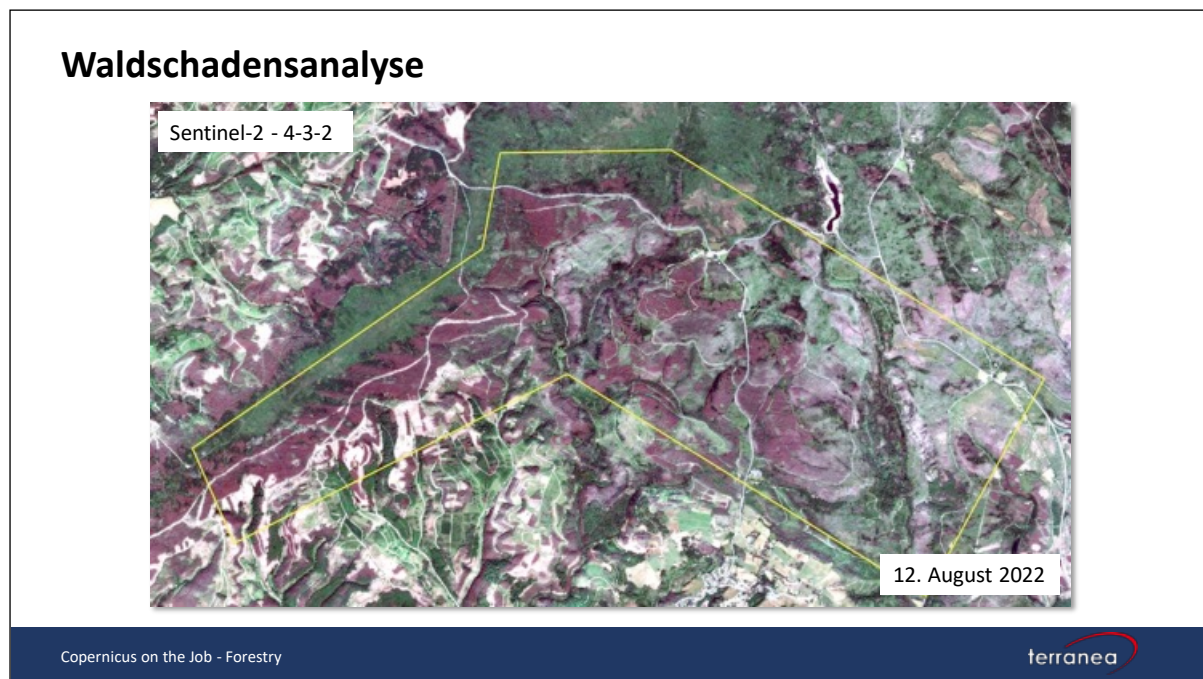 Waldschadensanalyse
Sentinel-2 - 4-3-2
12. August 2022
Copernicus on the Job - Forestry
terranea